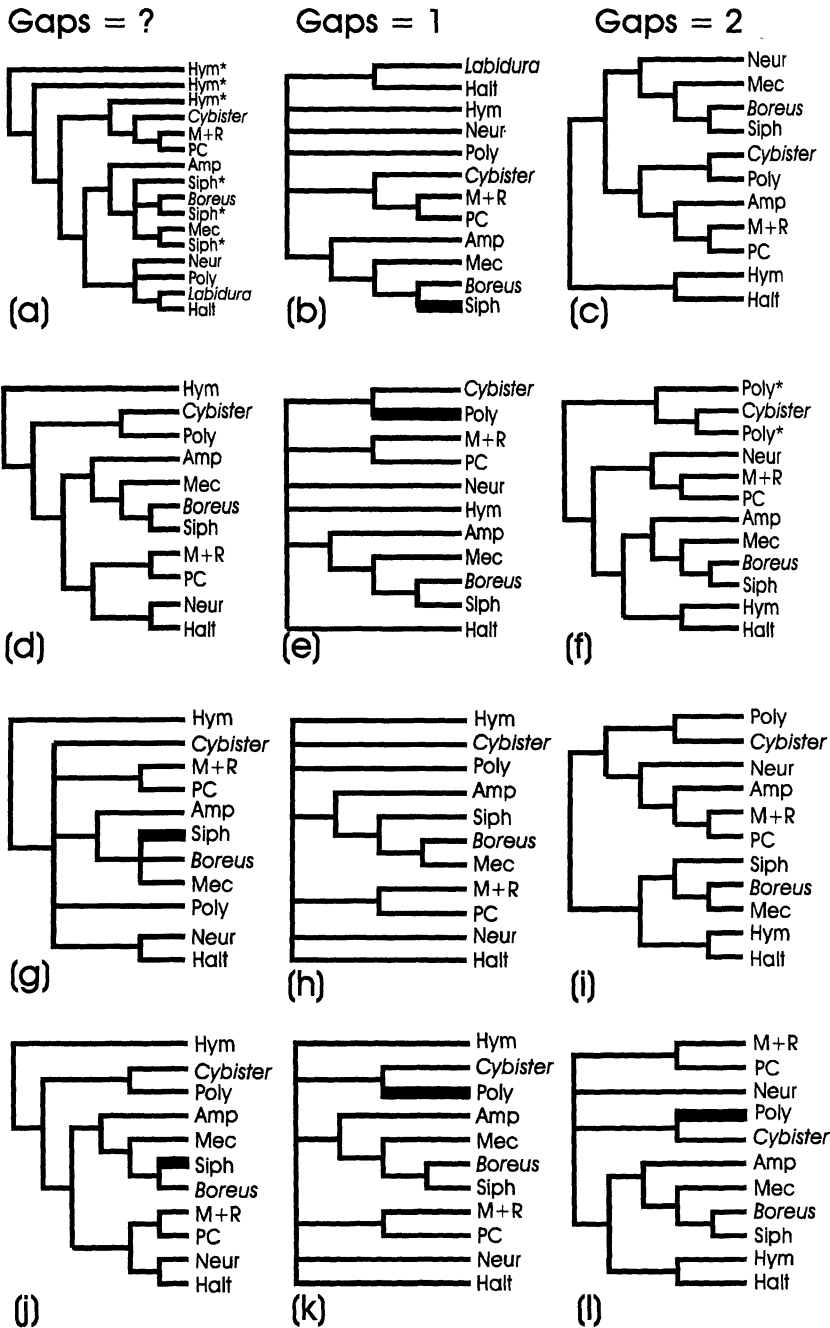 Gaps = ?
Gaps = 1
Gaps = 2
Hym*
Hym*
Hym*
Cybister
M+R
PC
Amp
Siph*
Boreus
Siph*
Mec
Siph*
Neur
Poly
Labidura
Halt
(a)
Labidura
Halt
Hym
Neur
Poly
Cybister
M+R
PC
Amp
Mec
Boreus
Siph
(b)
Neur
Mec
Boreus
Siph
Cybister
Poly
Amp
M+R
PC
Hym
Halt
(c)
Hym
Cybister
Poly
Amp
Mec
Boreus
Siph
M+R
PC
Neur
Halt
(d)
Cybister
Poly
M+R
PC
Neur
Hym
Amp
Mec
Boreus
Siph
Halt
(e)
Poly*
Cybister
Poly*
Neur
M+R
PC
Amp
Mec
Boreus
Siph
Hym
Halt
(f)
Hym
Cybister
M+R
PC
Amp
Siph
Boreus
Mec
Poly
Neur
Halt
(g)
Hym
Cybister
Poly
Amp
Siph
Boreus
Mec
M+R
PC
Neur
Halt
(h)
Poly
Cybister
Neur
Amp
M+R
PC
Siph
Boreus
Mec
Hym
Halt
(i)
Hym
Cybister
Poly
Amp
Mec
Siph
Boreus
M+R
PC
Neur
Halt
(j)
Hym
Cybister
Poly
Amp
Mec
Boreus
Siph
M+R
PC
Neur
Halt
(k)
M+R
PC
Neur
Poly
Cybister
Amp
Mec
Boreus
Siph
Hym
Halt
(l)